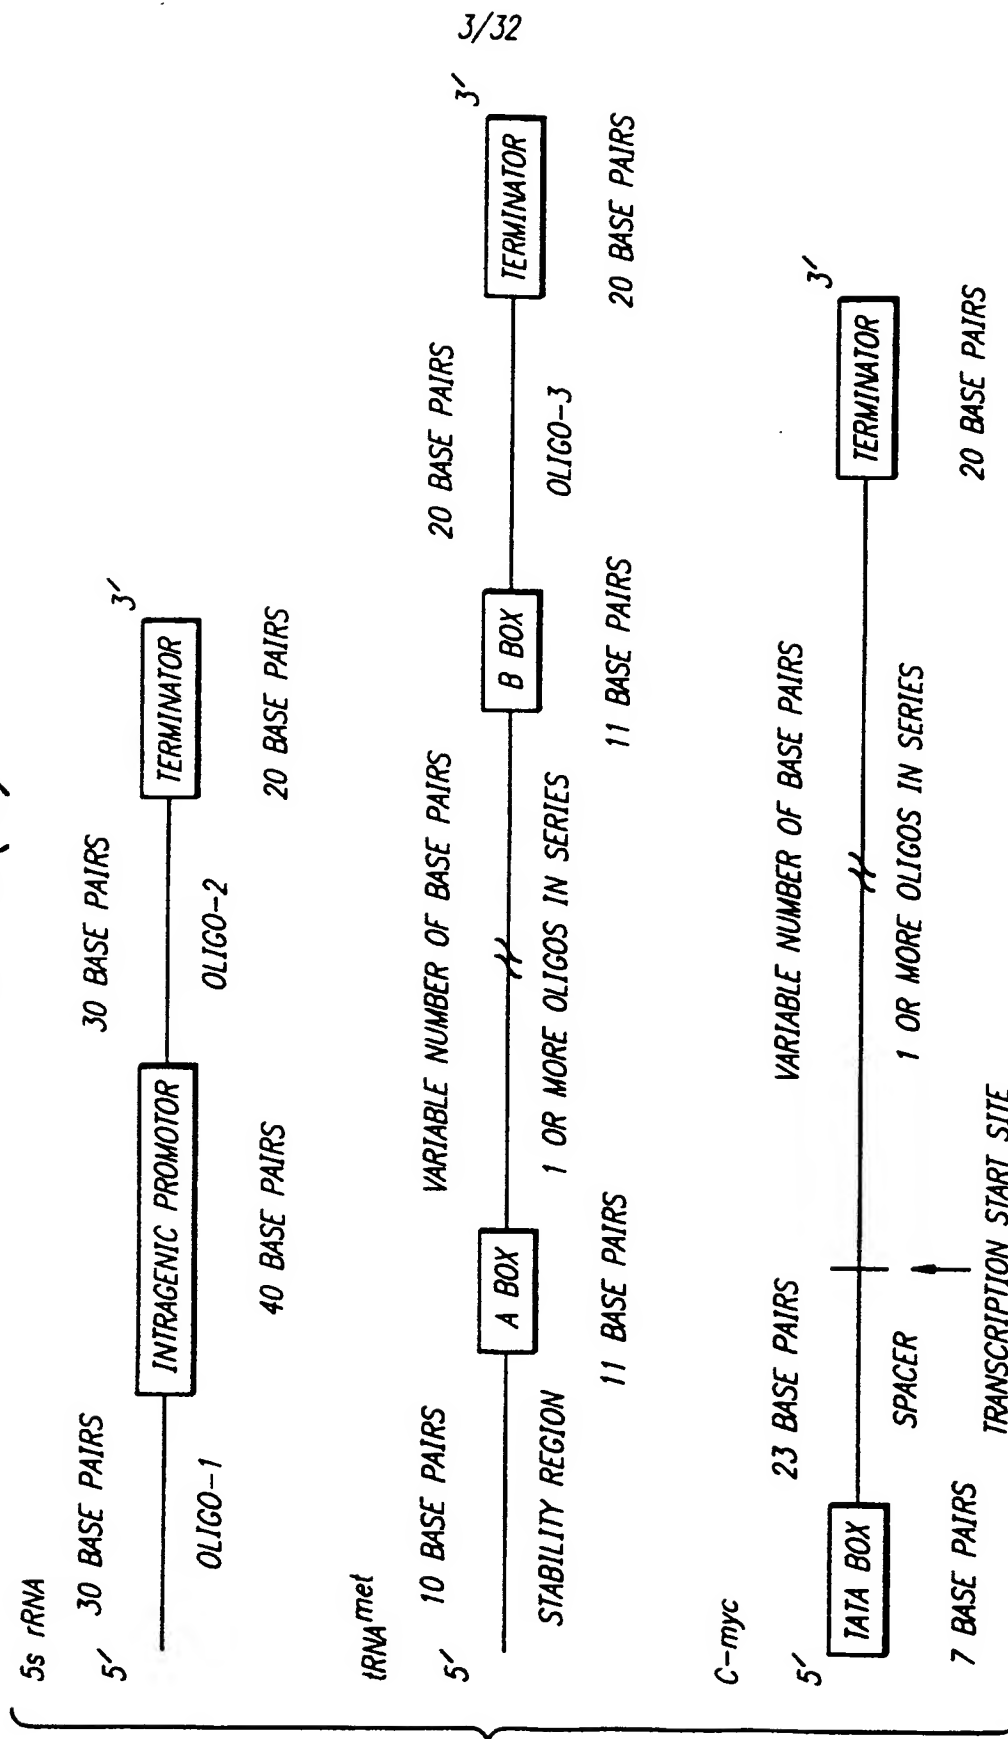 3/32
5s rRNA
5′ 30 BASE PAIRS 30 BASE PAIRS 3′
INTRAGENIC PROMOTOR TERMINATOR
OLIGO-1 OLIGO-2
40 BASE PAIRS 20 BASE PAIRS
tRNAmet
5′ 10 BASE PAIRS VARIABLE NUMBER OF BASE PAIRS 20 BASE PAIRS 3′
A BOX B BOX TERMINATOR
STABILITY REGION 1 OR MORE OLIGOS IN SERIES OLIGO-3
11 BASE PAIRS 11 BASE PAIRS 20 BASE PAIRS
C-myc
5′ 23 BASE PAIRS VARIABLE NUMBER OF BASE PAIRS 3′
TATA BOX TERMINATOR
SPACER 1 OR MORE OLIGOS IN SERIES
7 BASE PAIRS 20 BASE PAIRS
TRANSCRIPTION START SITE